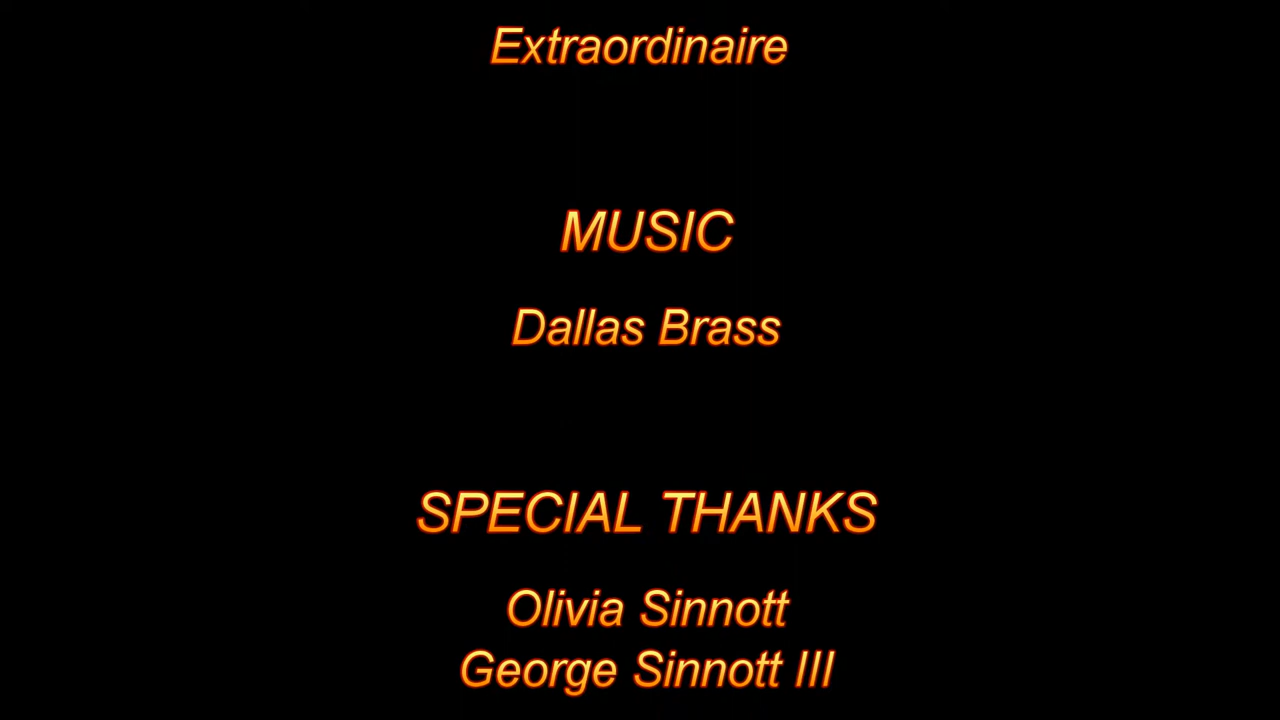 Extraordinaire
MUSIC
Dallas Brass
SPECIAL THANKS
Olivia Sinnott
George Sinnott III